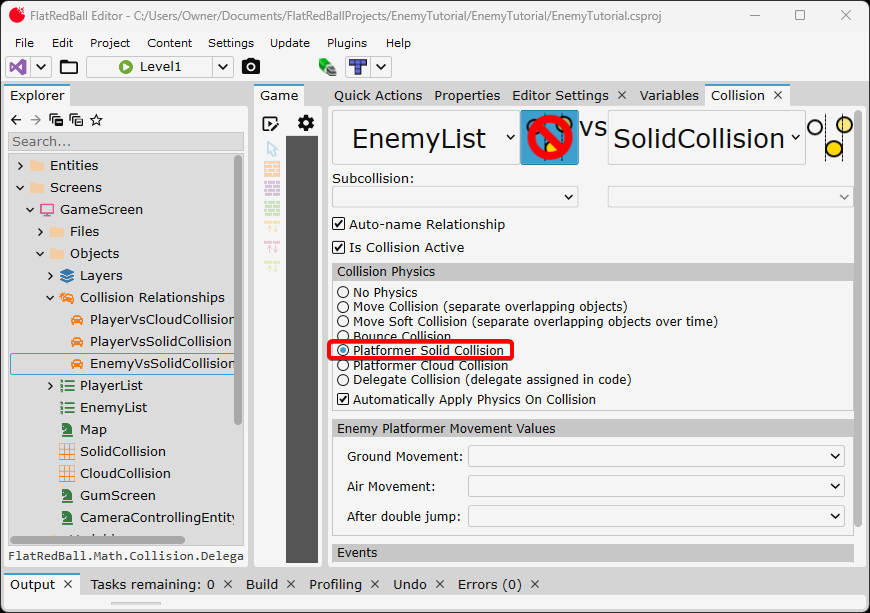 FlatRedBall Editor - C:/Users/Owner/Documents/FlatRedBallProjects/EnemyTutorial/EnemyTutorial/EnemyTutorial.csproj
File Edit Project Content Settings Update Plugins Help
Level1
Explorer
Search...
Entities
Screens
GameScreen
Files
Objects
Layers
Collision Relationships
PlayerVsCloudCollision
PlayerVsSolidCollision
EnemyVsSolidCollision
PlayerList
EnemyList
Map
SolidCollision
CloudCollision
GumScreen
CameraControllingEntity
FlatRedBall.Math.Collision.Delega
Game
Quick Actions Properties Editor Settings Variables Collision
EnemyList vs SolidCollision
Subcollision:
Auto-name Relationship
Is Collision Active
Collision Physics
No Physics
Move Collision (separate overlapping objects)
Move Soft Collision (separate overlapping objects over time)
Bounce Collision
Platformer Solid Collision
Platformer Cloud Collision
Delegate Collision (delegate assigned in code)
Automatically Apply Physics On Collision
Enemy Platformer Movement Values
Ground Movement:
Air Movement:
After double jump:
Events
Output Tasks remaining: 0 Build Profiling Undo Errors (0)